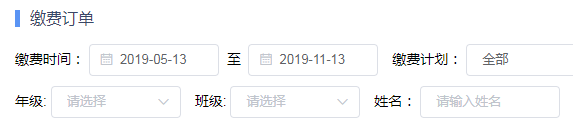 缴费订单
缴费时间： 2019-05-13 至 2019-11-13 缴费计划： 全部
年级: 请选择 班级: 请选择 姓名： 请输入姓名